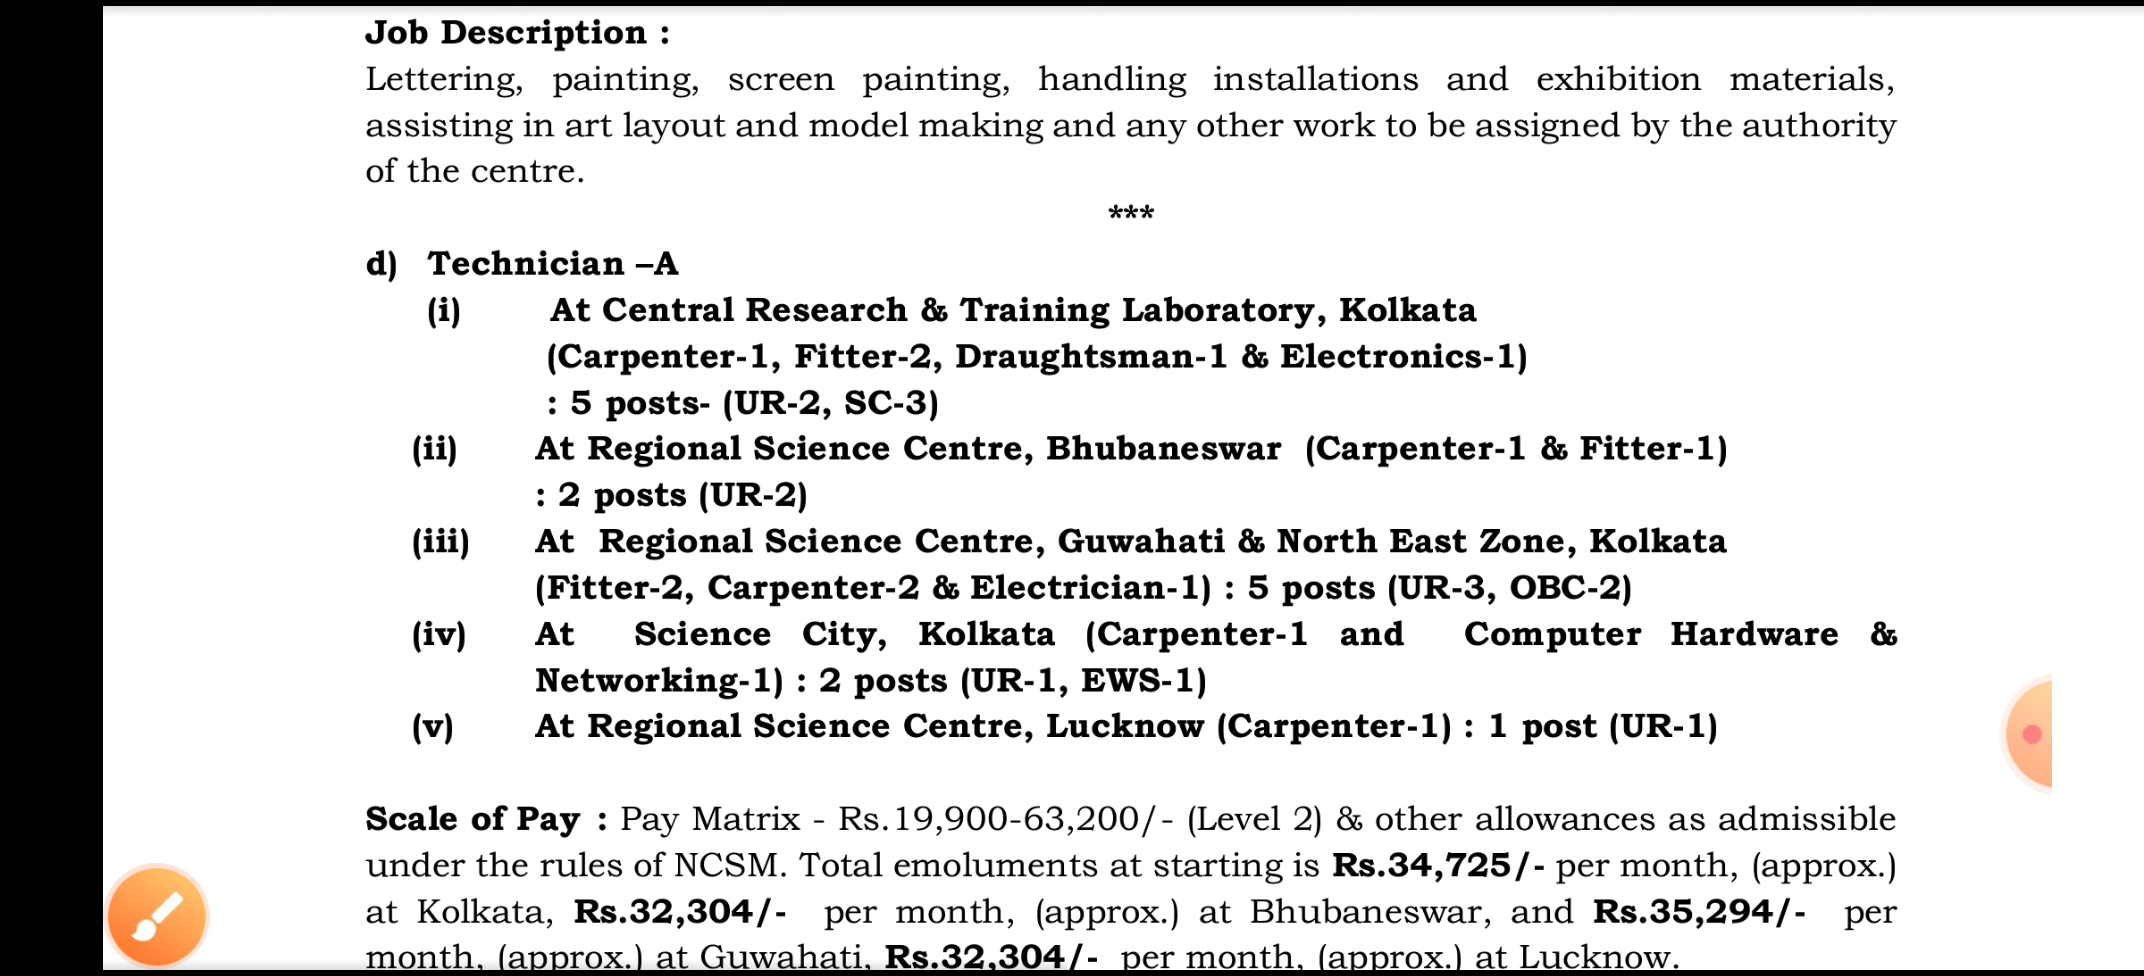 Job Description :
Lettering, painting, screen painting, handling installations and exhibition materials,
assisting in art layout and model making and any other work to be assigned by the authority
of the centre.
***
d) Technician –A
(i) At Central Research & Training Laboratory, Kolkata
(Carpenter-1, Fitter-2, Draughtsman-1 & Electronics-1)
: 5 posts- (UR-2, SC-3)
(ii) At Regional Science Centre, Bhubaneswar (Carpenter-1 & Fitter-1)
: 2 posts (UR-2)
(iii) At Regional Science Centre, Guwahati & North East Zone, Kolkata
(Fitter-2, Carpenter-2 & Electrician-1) : 5 posts (UR-3, OBC-2)
(iv) At Science City, Kolkata (Carpenter-1 and Computer Hardware &
Networking-1) : 2 posts (UR-1, EWS-1)
(v) At Regional Science Centre, Lucknow (Carpenter-1) : 1 post (UR-1)
Scale of Pay : Pay Matrix - Rs.19,900-63,200/- (Level 2) & other allowances as admissible
under the rules of NCSM. Total emoluments at starting is Rs.34,725/- per month, (approx.)
at Kolkata, Rs.32,304/- per month, (approx.) at Bhubaneswar, and Rs.35,294/- per
month, (approx.) at Guwahati, Rs.32,304/- per month, (approx.) at Lucknow.